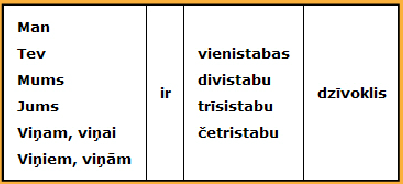 Man
Tev vienistabas
Mums divistabu
ir dzīvoklis
Jums trīsistabu
Viņam, viņai četristabu
Viņiem, viņām